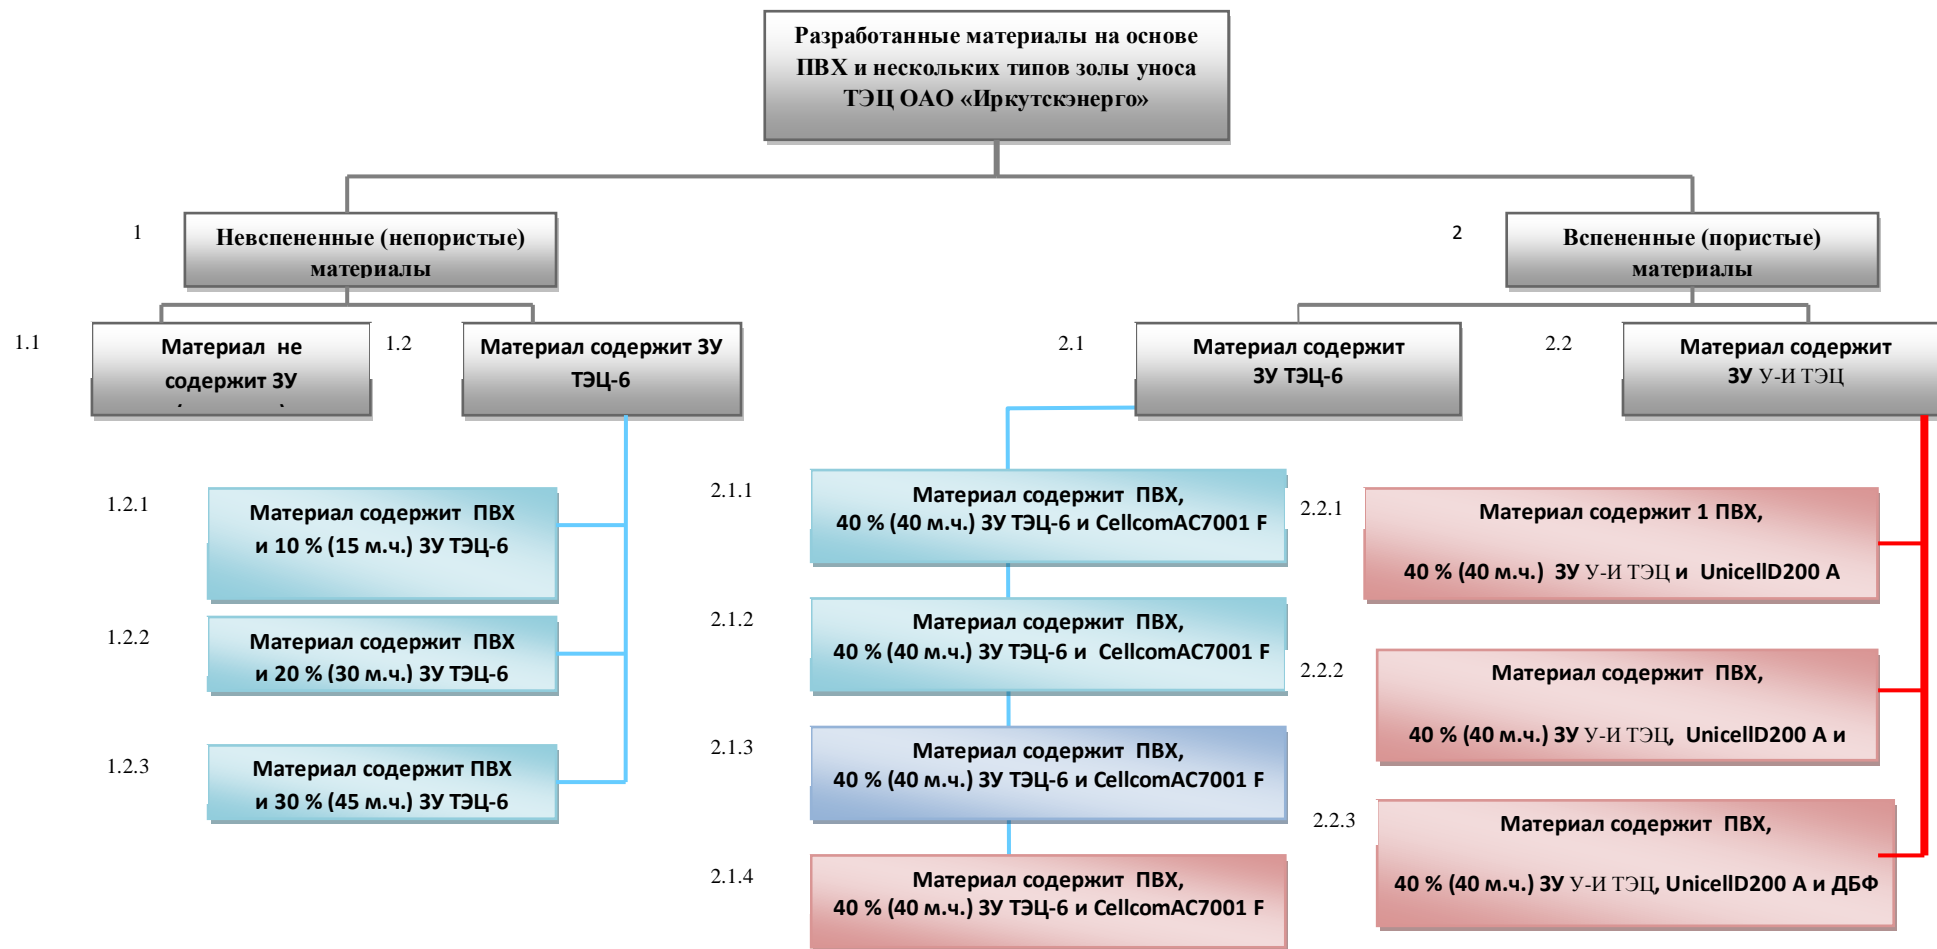 Разработанные материалы на основе
ПВХ и нескольких типов золы уноса
ТЭЦ ОАО «Иркутскэнерго»
1
Невспененные (непористые)
материалы
2
Вспененные (пористые)
материалы
1.1
Материал не
содержит ЗУ
1.2
Материал содержит ЗУ
ТЭЦ-6
2.1
Материал содержит
ЗУ ТЭЦ-6
2.2
Материал содержит
ЗУ У-И ТЭЦ
1.2.1
Материал содержит ПВХ
и 10 % (15 м.ч.) ЗУ ТЭЦ-6
1.2.2
Материал содержит ПВХ
и 20 % (30 м.ч.) ЗУ ТЭЦ-6
1.2.3
Материал содержит ПВХ
и 30 % (45 м.ч.) ЗУ ТЭЦ-6
2.1.1
Материал содержит ПВХ,
40 % (40 м.ч.) ЗУ ТЭЦ-6 и CellcomAC7001 F
2.1.2
Материал содержит ПВХ,
40 % (40 м.ч.) ЗУ ТЭЦ-6 и CellcomAC7001 F
2.1.3
Материал содержит ПВХ,
40 % (40 м.ч.) ЗУ ТЭЦ-6 и CellcomAC7001 F
2.1.4
Материал содержит ПВХ,
40 % (40 м.ч.) ЗУ ТЭЦ-6 и CellcomAC7001 F
2.2.1
Материал содержит 1 ПВХ,
40 % (40 м.ч.) ЗУ У-И ТЭЦ и UnicellD200 A
2.2.2
Материал содержит ПВХ,
40 % (40 м.ч.) ЗУ У-И ТЭЦ, UnicellD200 A и
2.2.3
Материал содержит ПВХ,
40 % (40 м.ч.) ЗУ У-И ТЭЦ, UnicellD200 A и ДБФ